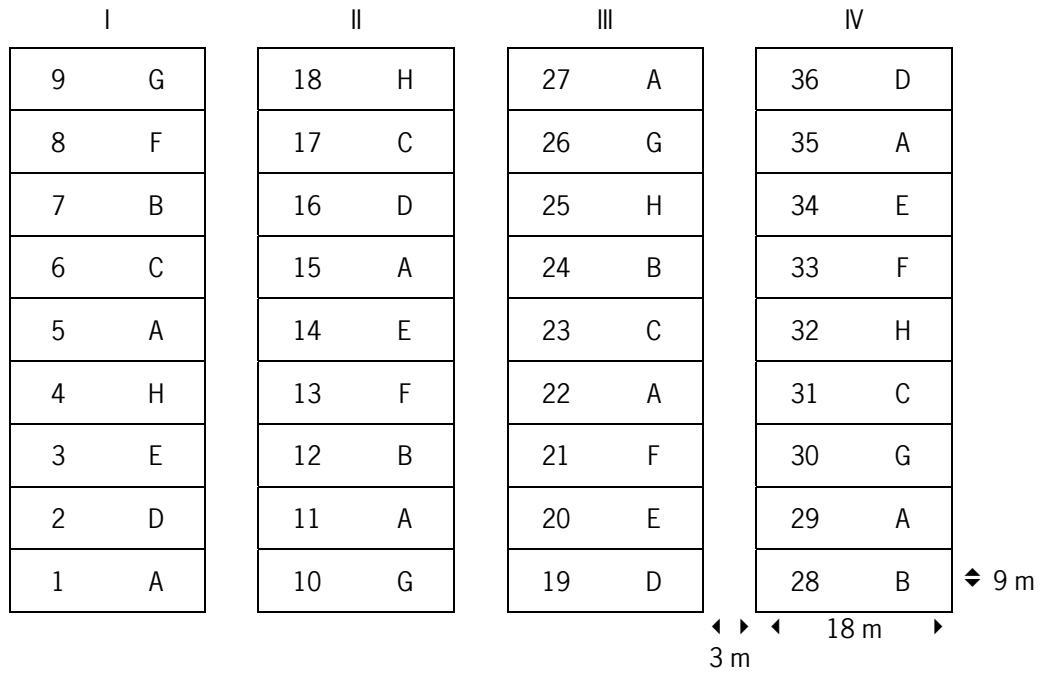 I II III IV
9 G 18 H 27 A 36 D
8 F 17 C 26 G 35 A
7 B 16 D 25 H 34 E
6 C 15 A 24 B 33 F
5 A 14 E 23 C 32 H
4 H 13 F 22 A 31 C
3 E 12 B 21 F 30 G
2 D 11 A 20 E 29 A
1 A 10 G 19 D 28 B 9 m
18 m
3 m